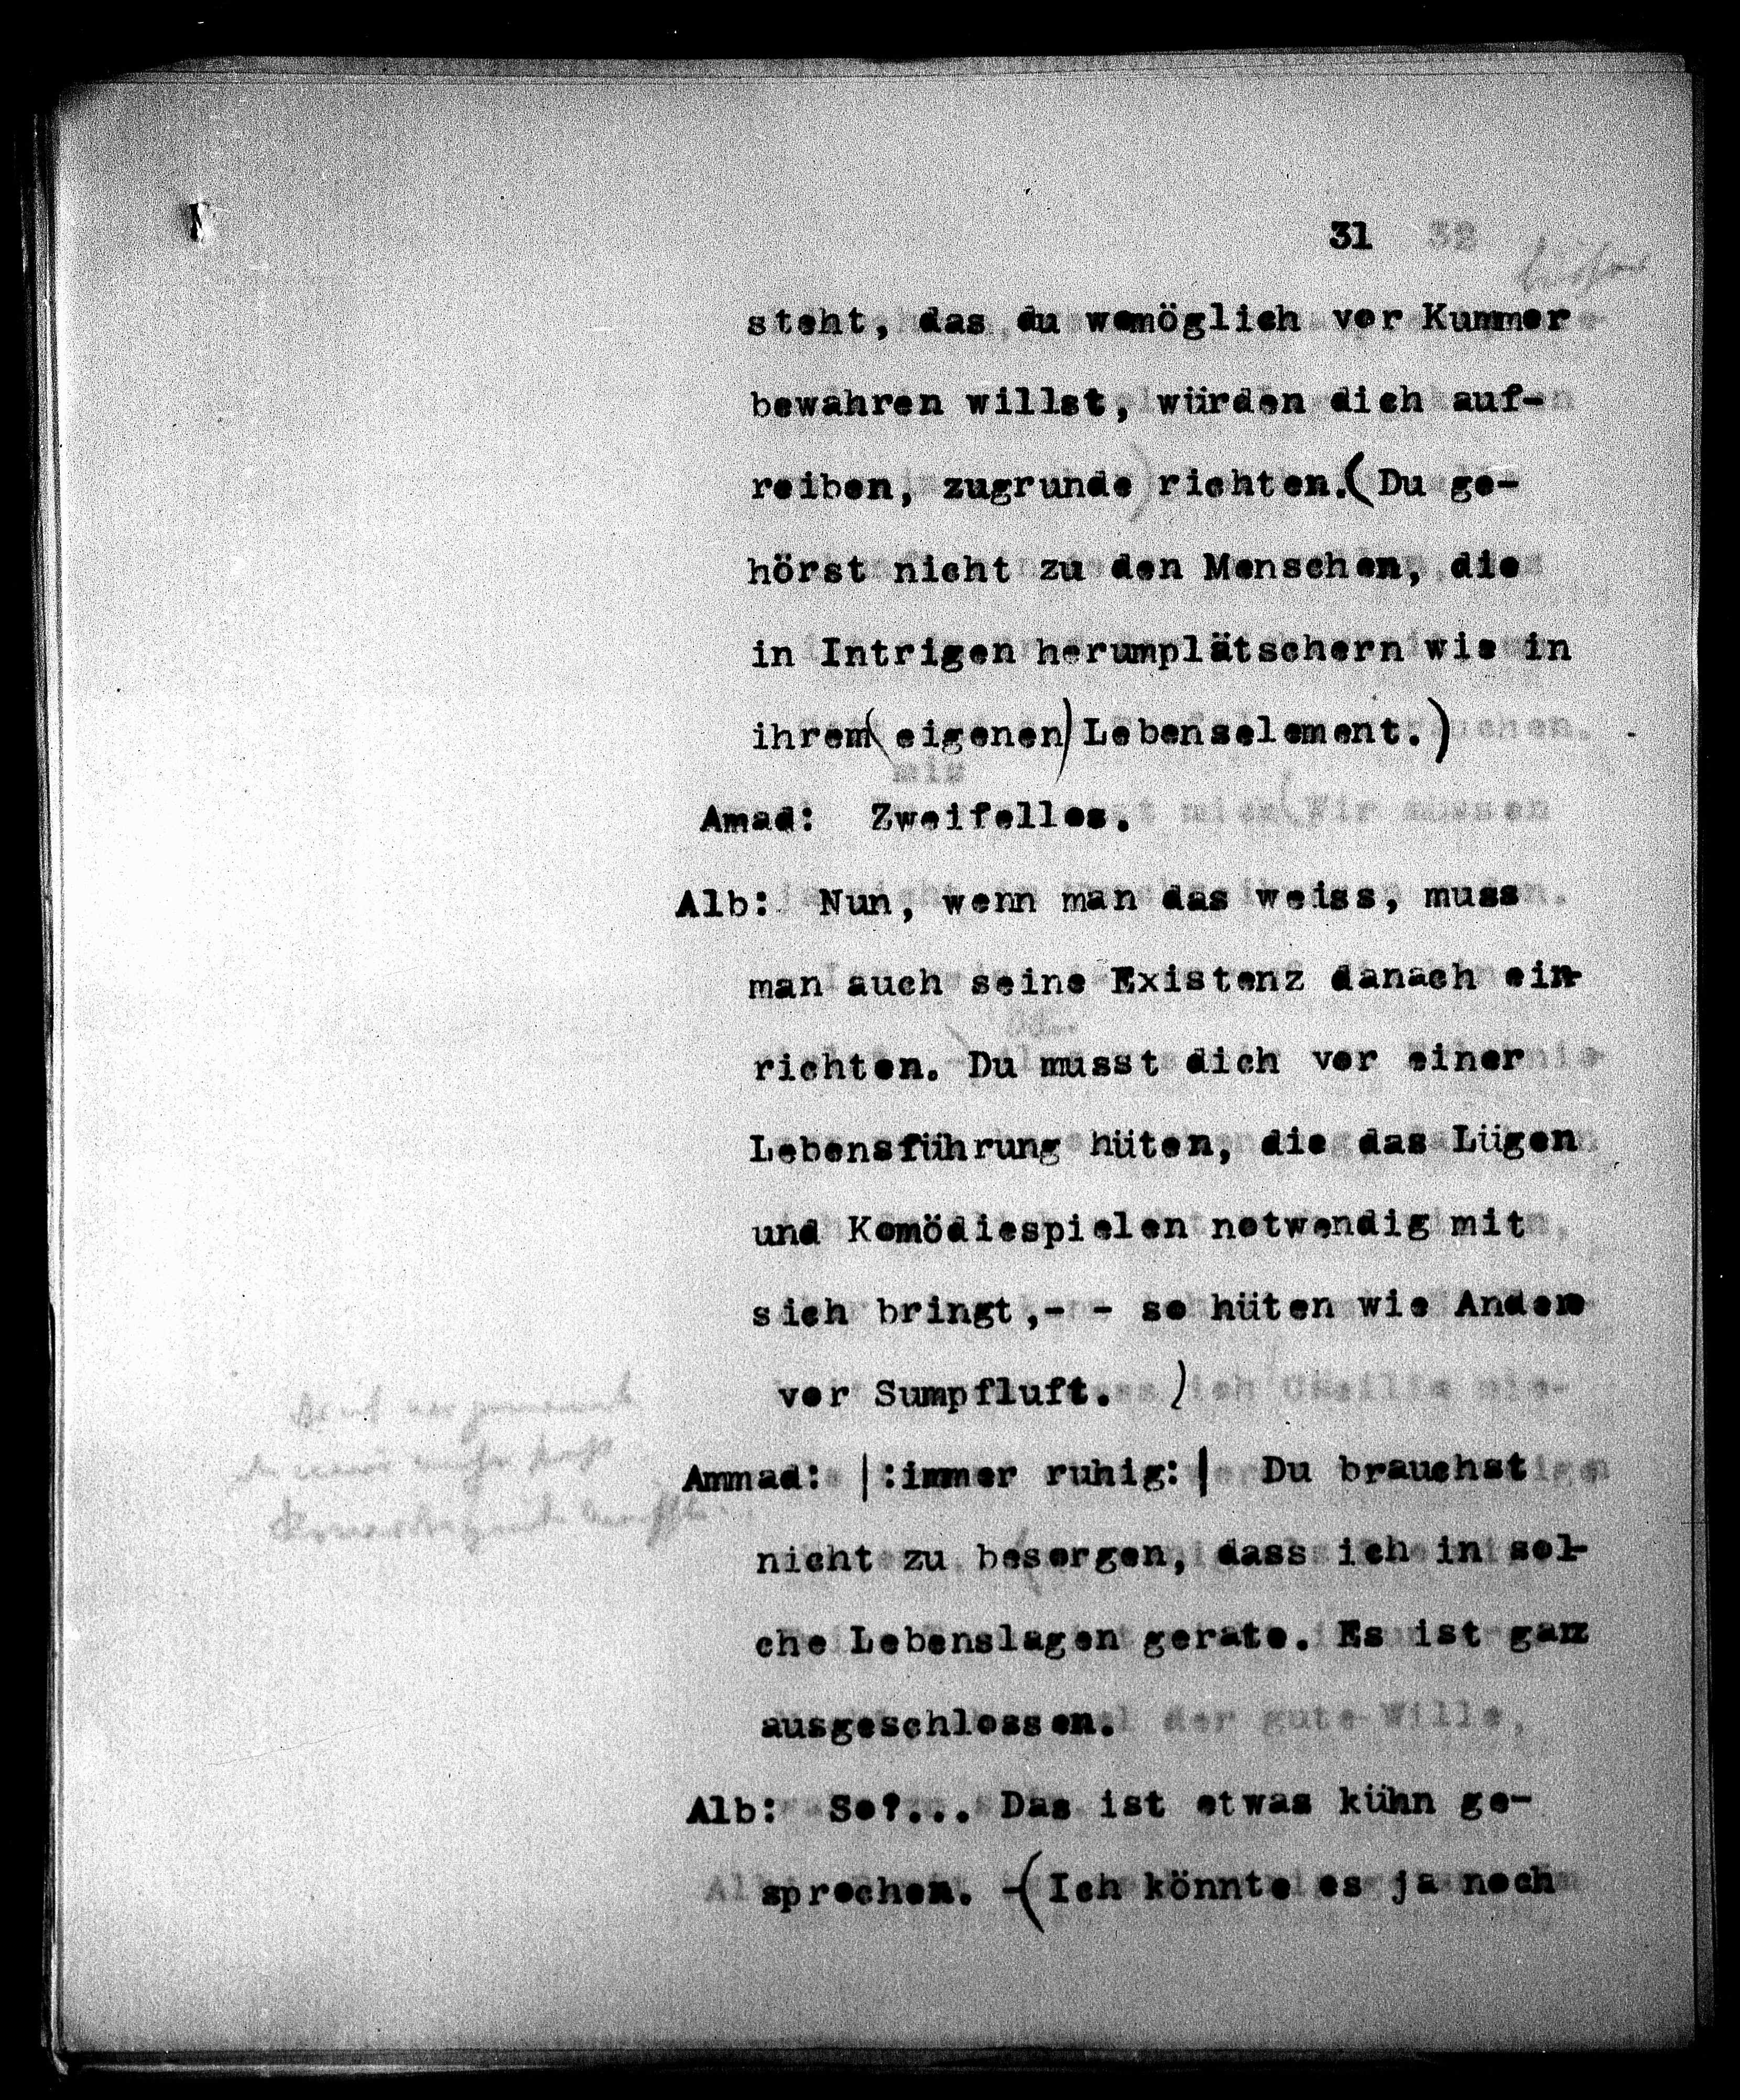 31
steht, das du womöglich vor Kummer
bewahren willst, würden dich auf-
reiben, zugrunde richten.(Du ge-
hörst nicht zu den Menschen, die
in Intrigen herumplätschern wie in
ihrem(eigenen)Lebenselement.)
Amad: Zweifellos.
Alb: Nun, wenn man das weiss, muss
man auch seine Existenz danach ein-
richten. Du musst dich vor einer
Lebensführung hüten, die das Lügen
und Komödiespielen notwendig mit
sich bringt,- - so hüten wie Andere
vor Sumpfluft. )
Ammad: |:immer ruhig:| Du brauchst
nicht zu besorgen, dass ich in sol-
che Lebenslagen gerate. Es ist ganz
ausgeschlossen.
Alb: So?... Das ist etwas kühn ge-
sprochen. -(Ich könnte es ja noch